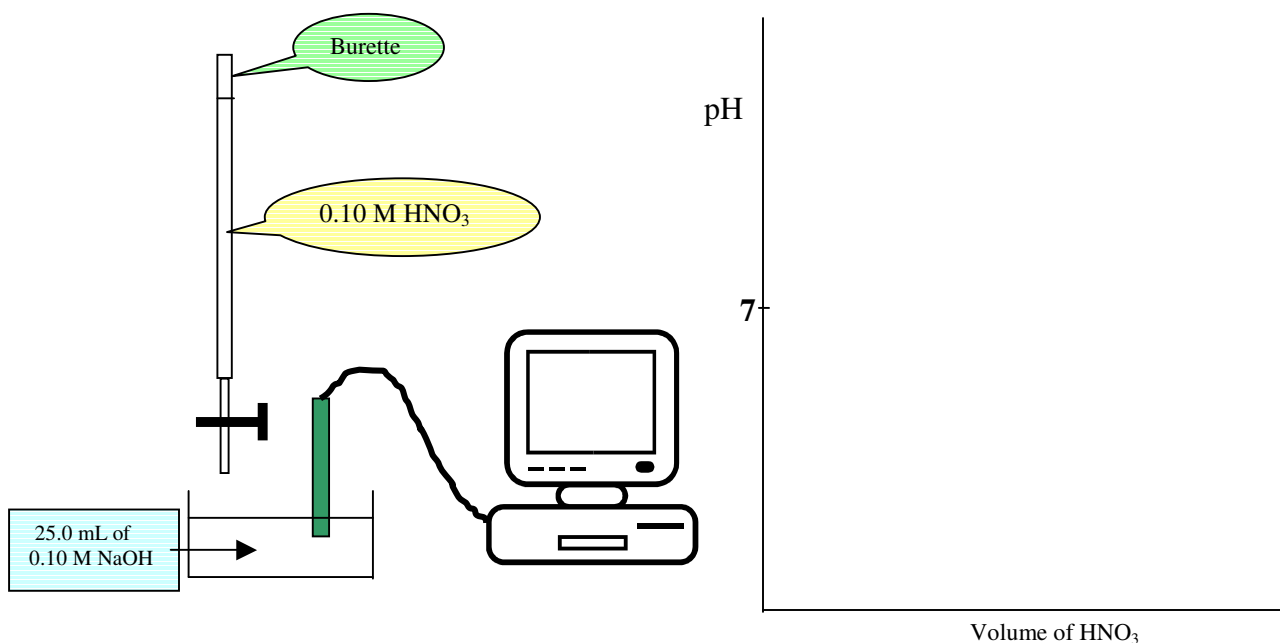 Burette
pH
0.10 M HNO₃
7
25.0 mL of
0.10 M NaOH
Volume of HNO₃